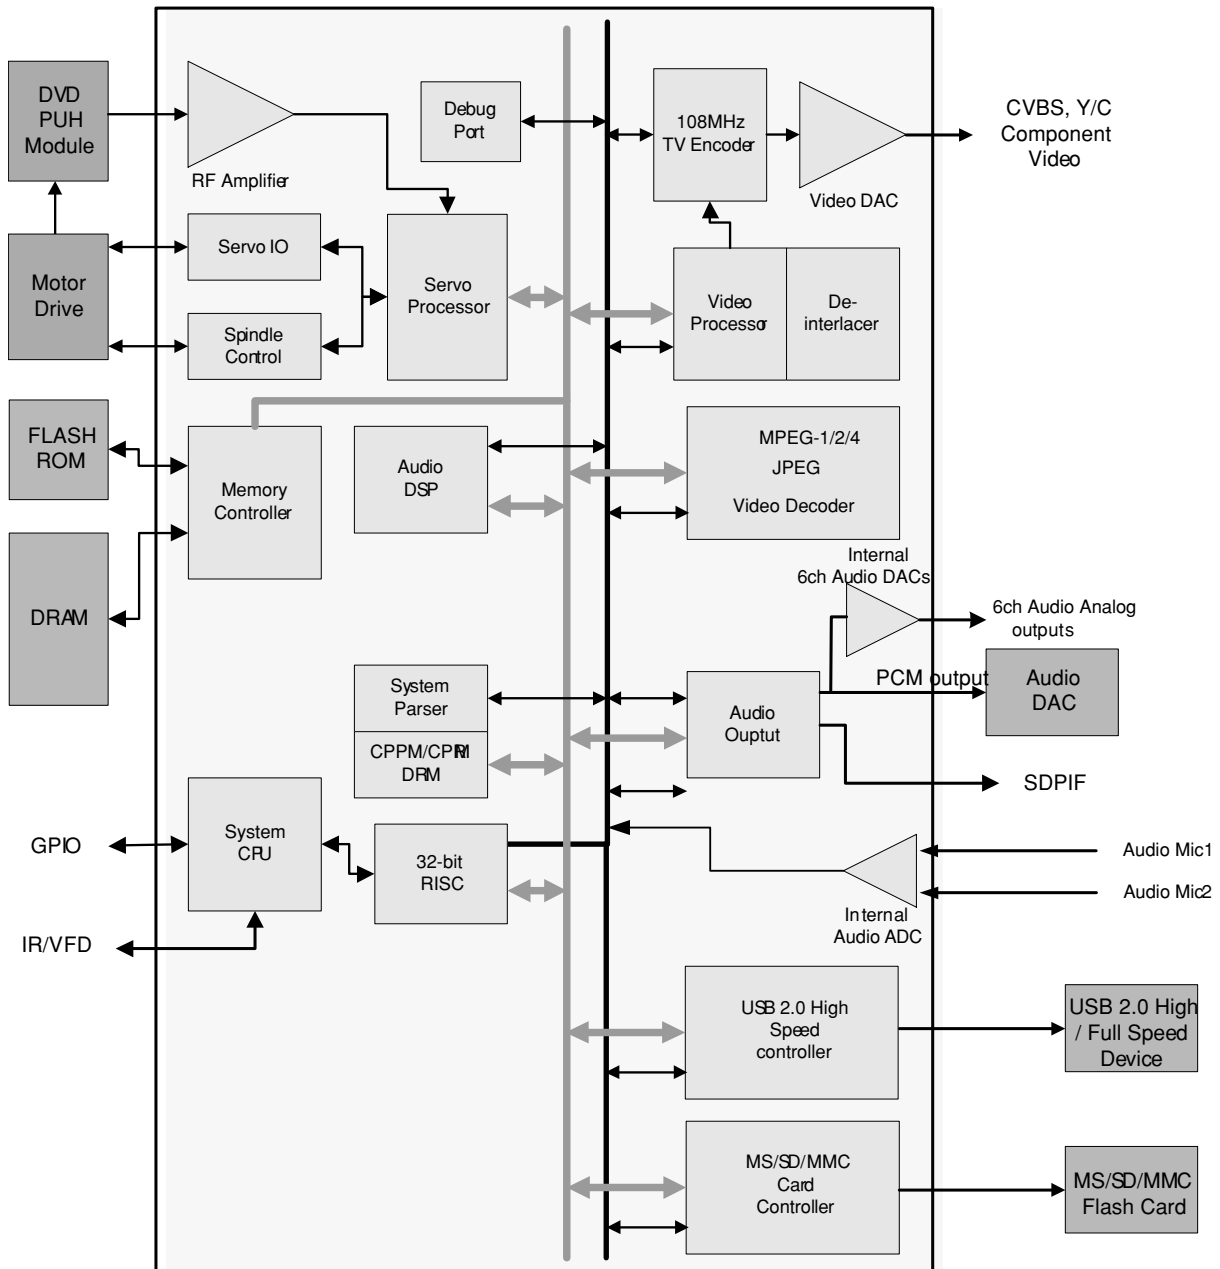 DVD
PUH
Module
RF Amplifier
Debug
Port
108MHz
TV Encoder
Video DAC
CVBS, Y/C
Component
Video
Motor
Drive
Servo IO
Spindle
Control
Servo
Processor
Video
Processor
De-
interlacer
FLASH
ROM
Memory
Controller
Audio
DSP
MPEG-1/2/4
JPEG
Video Decoder
DRAM
Internal
6ch Audio DACs
6ch Audio Analog
outputs
PCM output
Audio
DAC
System
Parser
CPPM/CPRM
DRM
Audio
Ouptut
SDPIF
GPIO
System
CPU
32-bit
RISC
IR/VFD
Audio Mic1
Audio Mic2
Internal
Audio ADC
USB 2.0 High
Speed
controller
USB 2.0 High
/ Full Speed
Device
MS/SD/MMC
Card
Controller
MS/SD/MMC
Flash Card